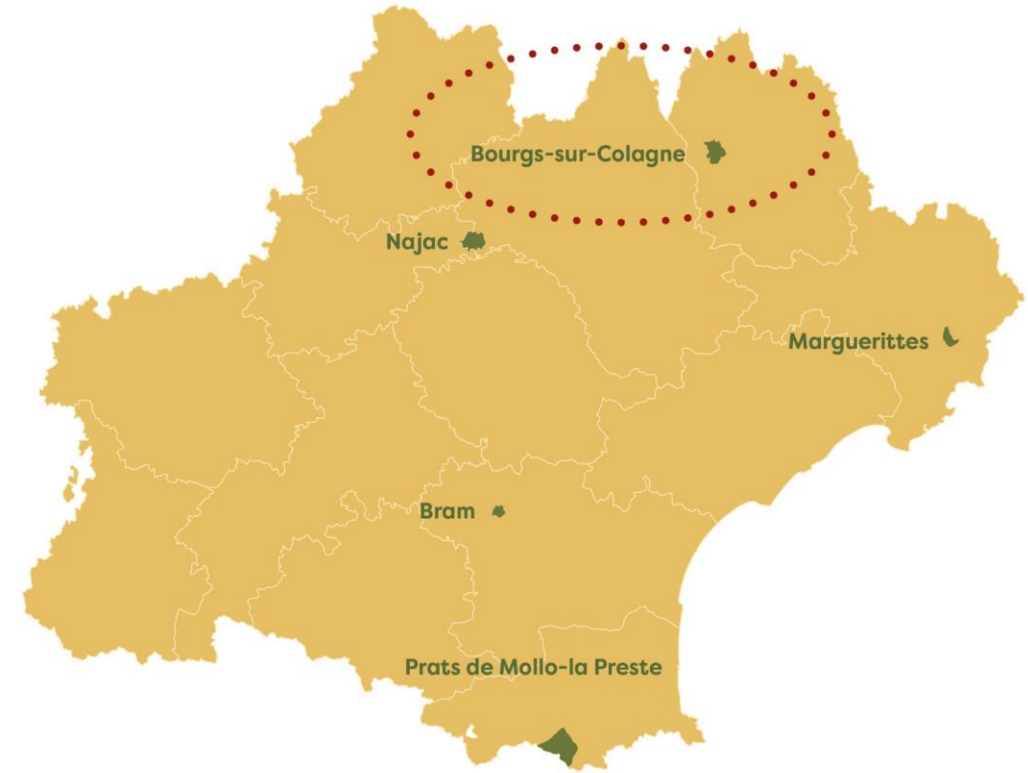 Bourgs-sur-Colagne
Najac
Marguerittes
Bram
Prats de Mollo-la Preste